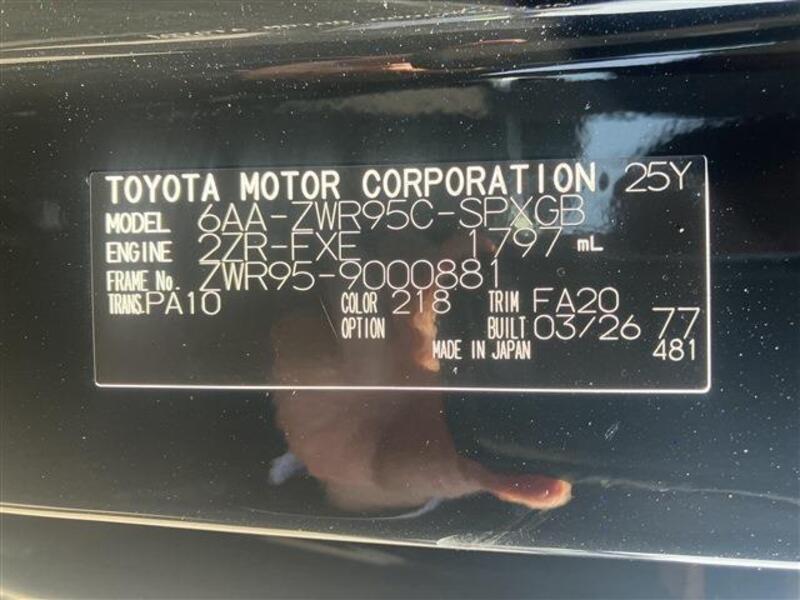 TOYOTA MOTOR CORPORATION 25Y
MODEL 6AA-ZWR95C-SPXGB
ENGINE 2ZR-FXE 1797 mL
FRAME No. ZWR95-9000881
TRANS. PA10 COLOR 218 TRIM FA20
OPTION BUILT 03/26 77
MADE IN JAPAN 481